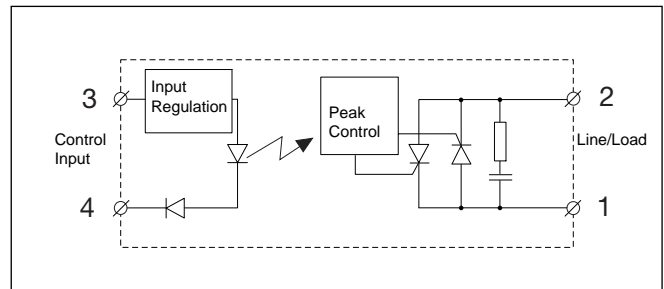 Input
Regulation
3
Control
Input
4
Peak
Control
2
Line/Load
1